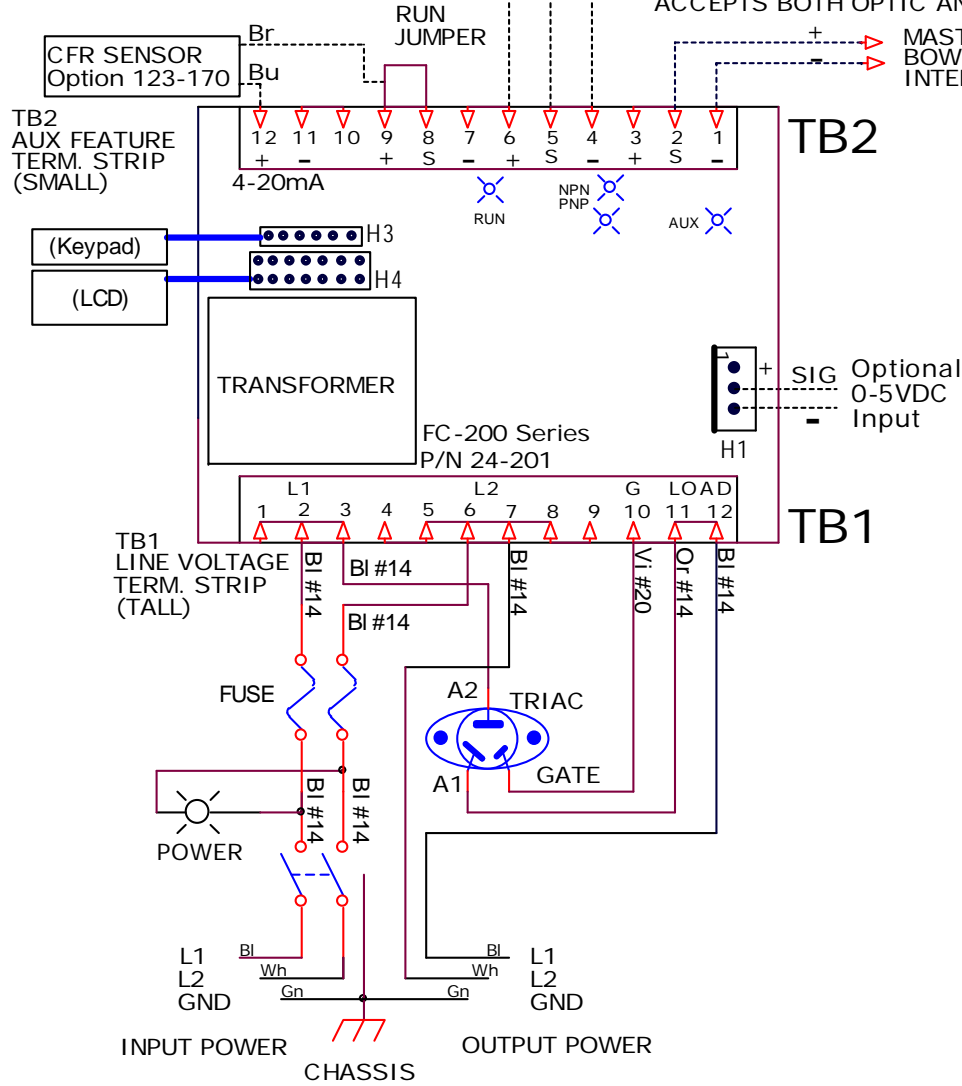 ACCEPTS BOTH OPTIC AN
RUN
JUMPER
+
-
MAST
BOW
INTE
CFR SENSOR
Option 123-170
Br
Bu
TB2
AUX FEATURE
TERM. STRIP
(SMALL)
12 11 10 9 8 7 6 5 4 3 2 1
+ - + S - + S - + S -
4-20mA
TB2
RUN
NPN
PNP
AUX
(Keypad)
H3
(LCD)
H4
TRANSFORMER
FC-200 Series
P/N 24-201
1
+
SIG
-
H1
Optional
0-5VDC
Input
L1 L2 G LOAD
1 2 3 4 5 6 7 8 9 10 11 12
TB1
TB1
LINE VOLTAGE
TERM. STRIP
(TALL)
Bl #14
Bl #14
Bl #14
Bl #14
Vi #20
Or #14
Bl #14
FUSE
A2
TRIAC
A1
GATE
Bl #14
Bl #14
POWER
L1 Bl
L2 Wh
GND Gn
Bl L1
Wh L2
Gn GND
INPUT POWER
OUTPUT POWER
CHASSIS